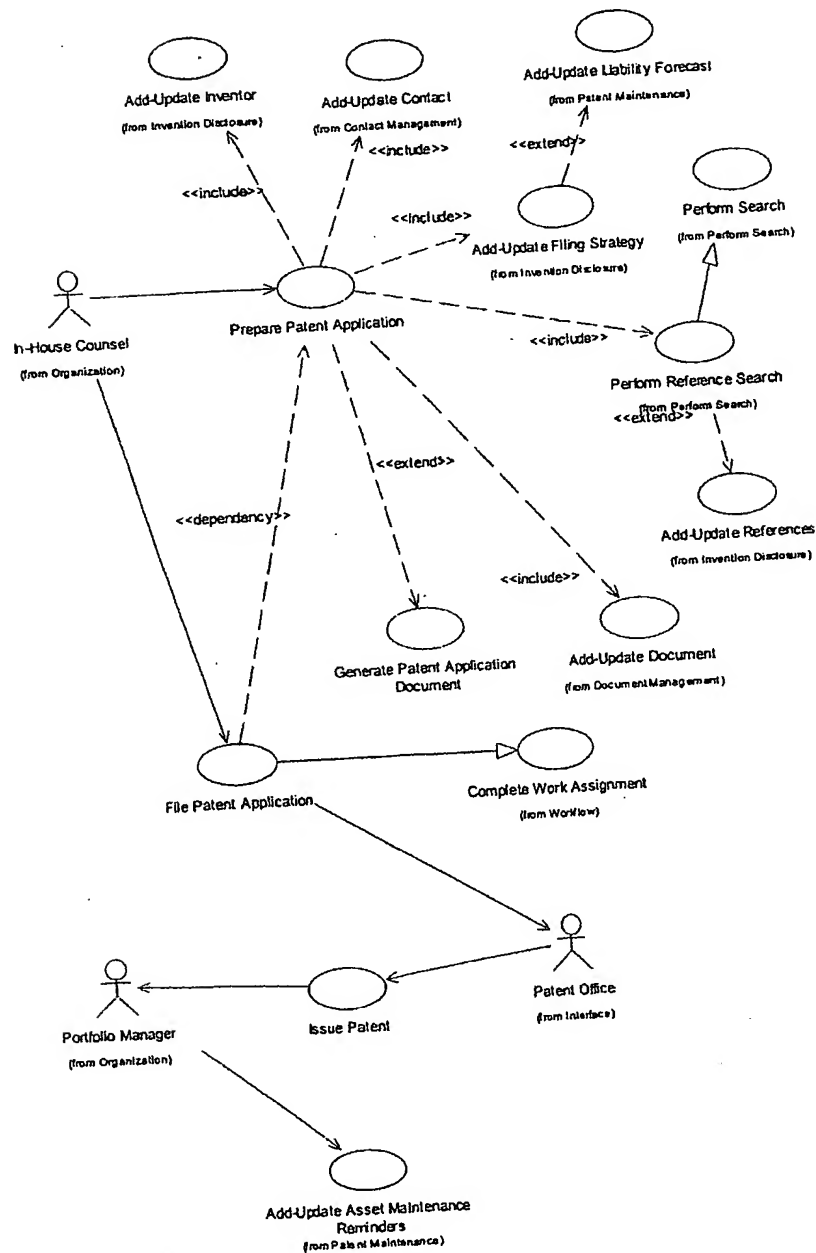 Add-Update Liability Forecast
(from Patent Maintenance)
Add-Update Inventor
(from Invention Disclosure)
Add-Update Contact
(from Contact Management)
<<extend>>
<<include>>
<<include>>
<<include>>
Perform Search
(from Perform Search)
Add-Update Filing Strategy
(from Invention Disclosure)
Prepare Patent Application
In-House Counsel
(from Organization)
<<include>>
Perform Reference Search
(from Perform Search)
<<extend>>
<<extend>>
<<dependancy>>
Add-Update References
(from Invention Disclosure)
<<include>>
Generate Patent Application
Document
Add-Update Document
(from Document Management)
File Patent Application
Complete Work Assignment
(from Workflow)
Patent Office
(from Interface)
Portfolio Manager
(from Organization)
Issue Patent
Add-Update Asset Maintenance
Reminders
(from Patent Maintenance)